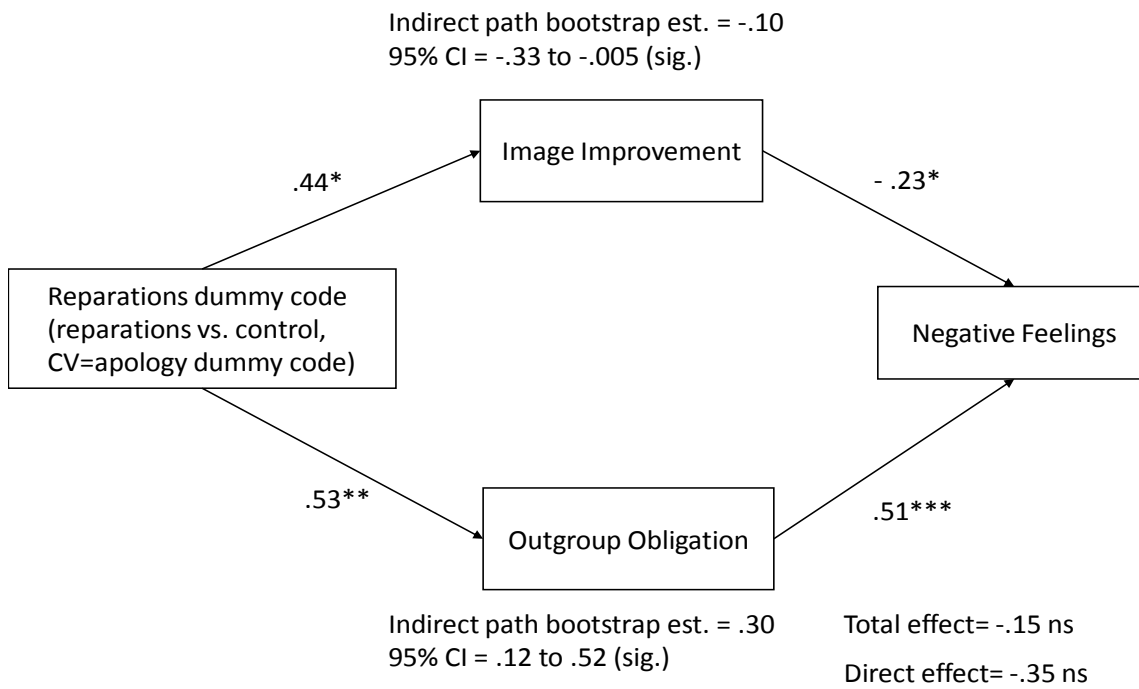 Indirect path bootstrap est. = -.10
95% CI = -.33 to -.005 (sig.)
Image Improvement
.44*
- .23*
Reparations dummy code
(reparations vs. control,
CV=apology dummy code)
Negative Feelings
.53**
.51***
Outgroup Obligation
Indirect path bootstrap est. = .30
95% CI = .12 to .52 (sig.)
Total effect= -.15 ns
Direct effect= -.35 ns